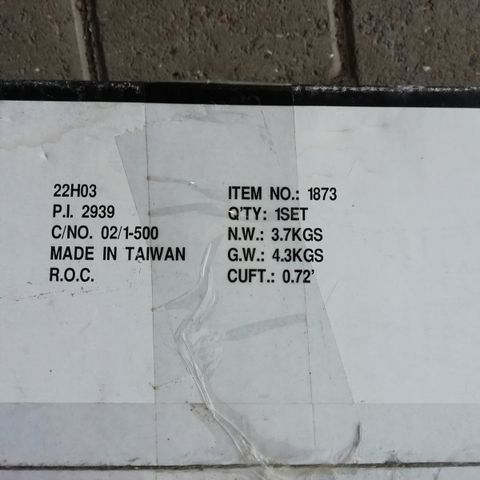 22H03
P.I. 2939
C/NO. 02/1-500
MADE IN TAIWAN
R.O.C.
ITEM NO.: 1873
Q'TY: 1SET
N.W.: 3.7KGS
G.W.: 4.3KGS
CUFT.: 0.72'